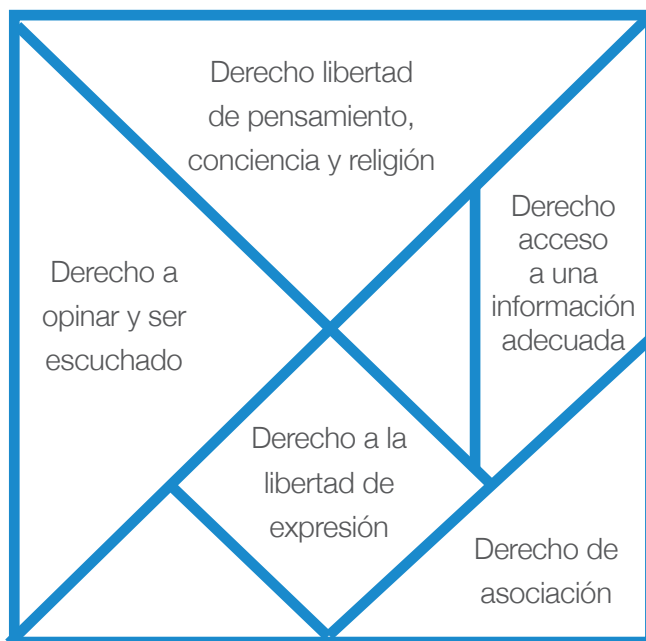 Derecho libertad
de pensamiento,
conciencia y religión
Derecho
acceso
a una
información
adecuada
Derecho a
opinar y ser
escuchado
Derecho a la
libertad de
expresión
Derecho de
asociación